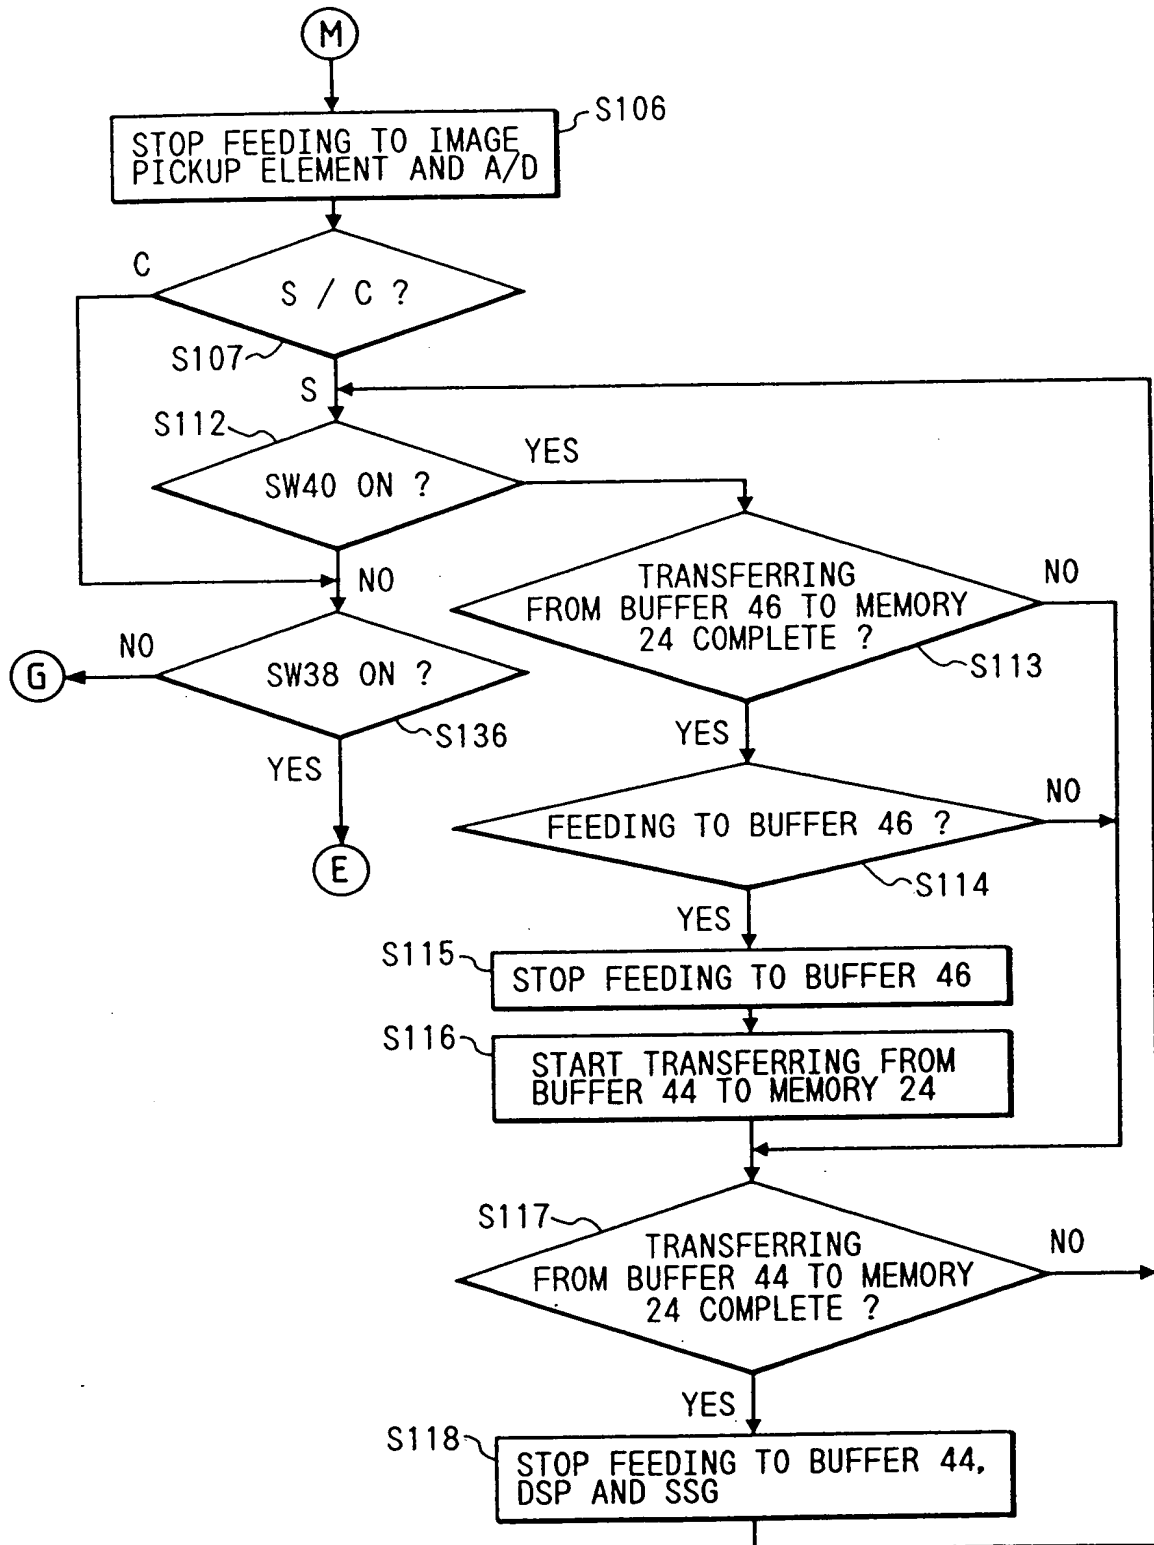 M
S106
STOP FEEDING TO IMAGE
PICKUP ELEMENT AND A/D
C
S / C ?
S107
S
S112
YES
SW40 ON ?
NO
TRANSFERRING
FROM BUFFER 46 TO MEMORY
24 COMPLETE ?
NO
S113
NO
G
SW38 ON ?
S136
YES
E
YES
FEEDING TO BUFFER 46 ?
NO
S114
YES
S115
STOP FEEDING TO BUFFER 46
S116
START TRANSFERRING FROM
BUFFER 44 TO MEMORY 24
S117
TRANSFERRING
FROM BUFFER 44 TO MEMORY
24 COMPLETE ?
NO
YES
S118
STOP FEEDING TO BUFFER 44,
DSP AND SSG